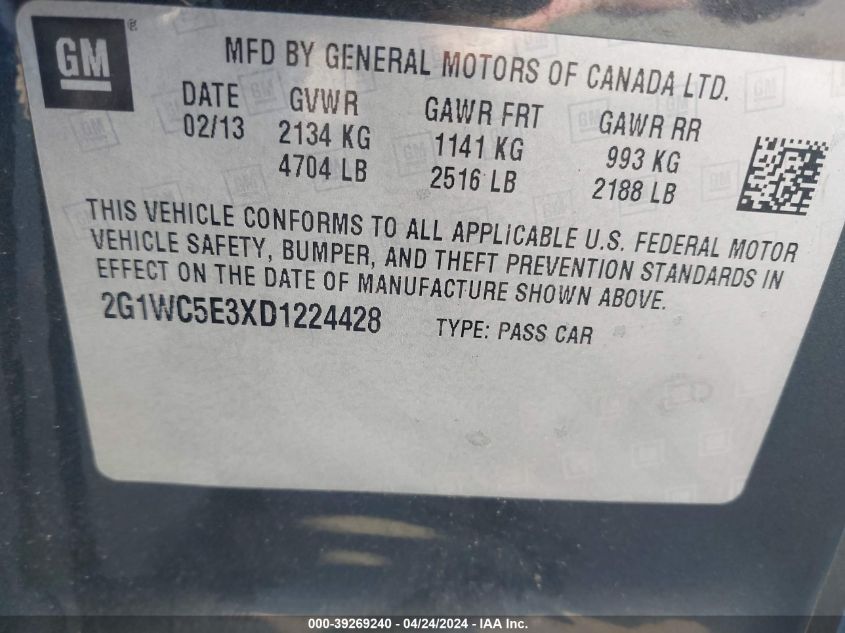 GM
MFD BY GENERAL MOTORS OF CANADA LTD.
DATE GVWR GAWR FRT GAWR RR
02/13 2134 KG 1141 KG 993 KG
4704 LB 2516 LB 2188 LB
THIS VEHICLE CONFORMS TO ALL APPLICABLE U.S. FEDERAL MOTOR
VEHICLE SAFETY, BUMPER, AND THEFT PREVENTION STANDARDS IN
EFFECT ON THE DATE OF MANUFACTURE SHOWN ABOVE.
2G1WC5E3XD1224428 TYPE: PASS CAR
000-39269240 / 04/24/2024 - IAA Inc.